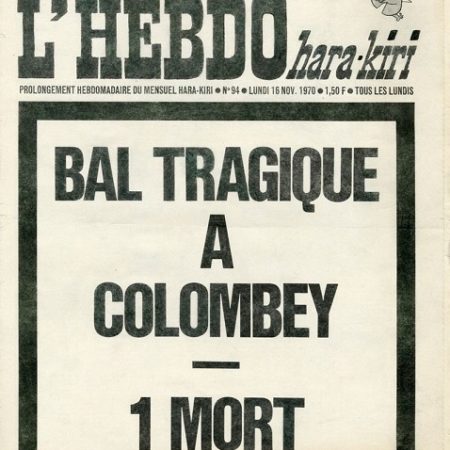 L'HEBDO hara-kiri
PROLONGEMENT HEBDOMADAIRE DU MENSUEL HARA-KIRI ● N° 94 ● LUNDI 16 NOV. 1970 ● 1,50 F ● TOUS LES LUNDIS
BAL TRAGIQUE
A
COLOMBEY
—
1 MORT